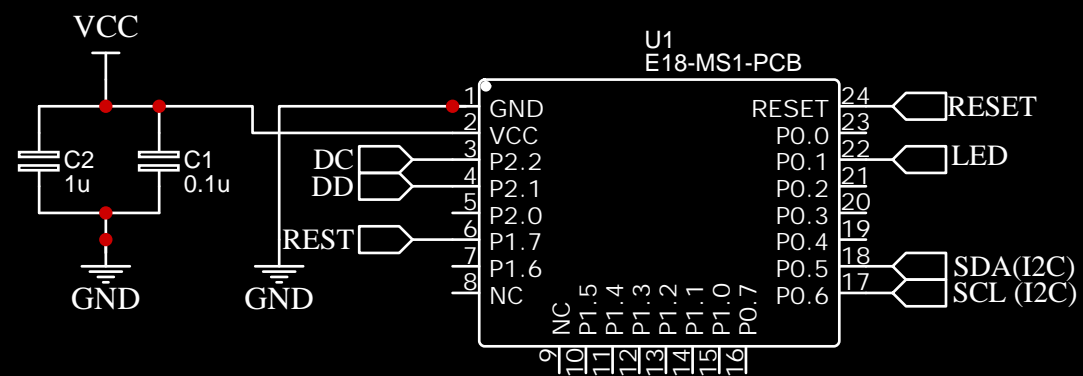 VCC
U1
E18-MS1-PCB
1 GND
2 VCC
DC 3 P2.2
DD 4 P2.1
5 P2.0
REST 6 P1.7
7 P1.6
8 NC
C2
1u
C1
0.1u
GND
GND
RESET 24 RESET
P0.0 23
P0.1 22 LED
P0.2 21
P0.3 20
P0.4 19
P0.5 18 SDA(I2C)
P0.6 17 SCL (I2C)
NC P1.5 P1.4 P1.3 P1.2 P1.1 P1.0 P0.7
9 10 11 12 13 14 15 16